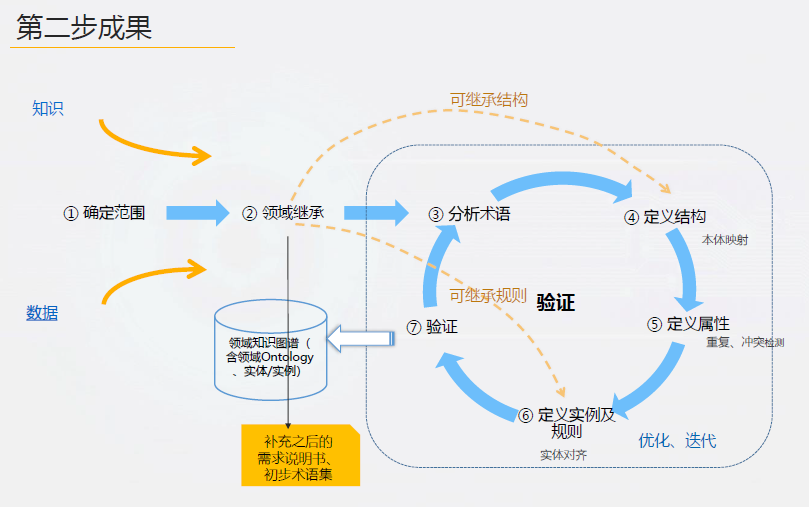 第二步成果
可继承结构
知识
① 确定范围
② 领域继承
③ 分析术语
④ 定义结构
本体映射
可继承规则
验证
数据
⑦ 验证
⑤ 定义属性
重复、冲突检测
领域知识图谱（
含领域Ontology
、实体/实例）
⑥ 定义实例及
规则
实体对齐
优化、迭代
补充之后的
需求说明书、
初步术语集